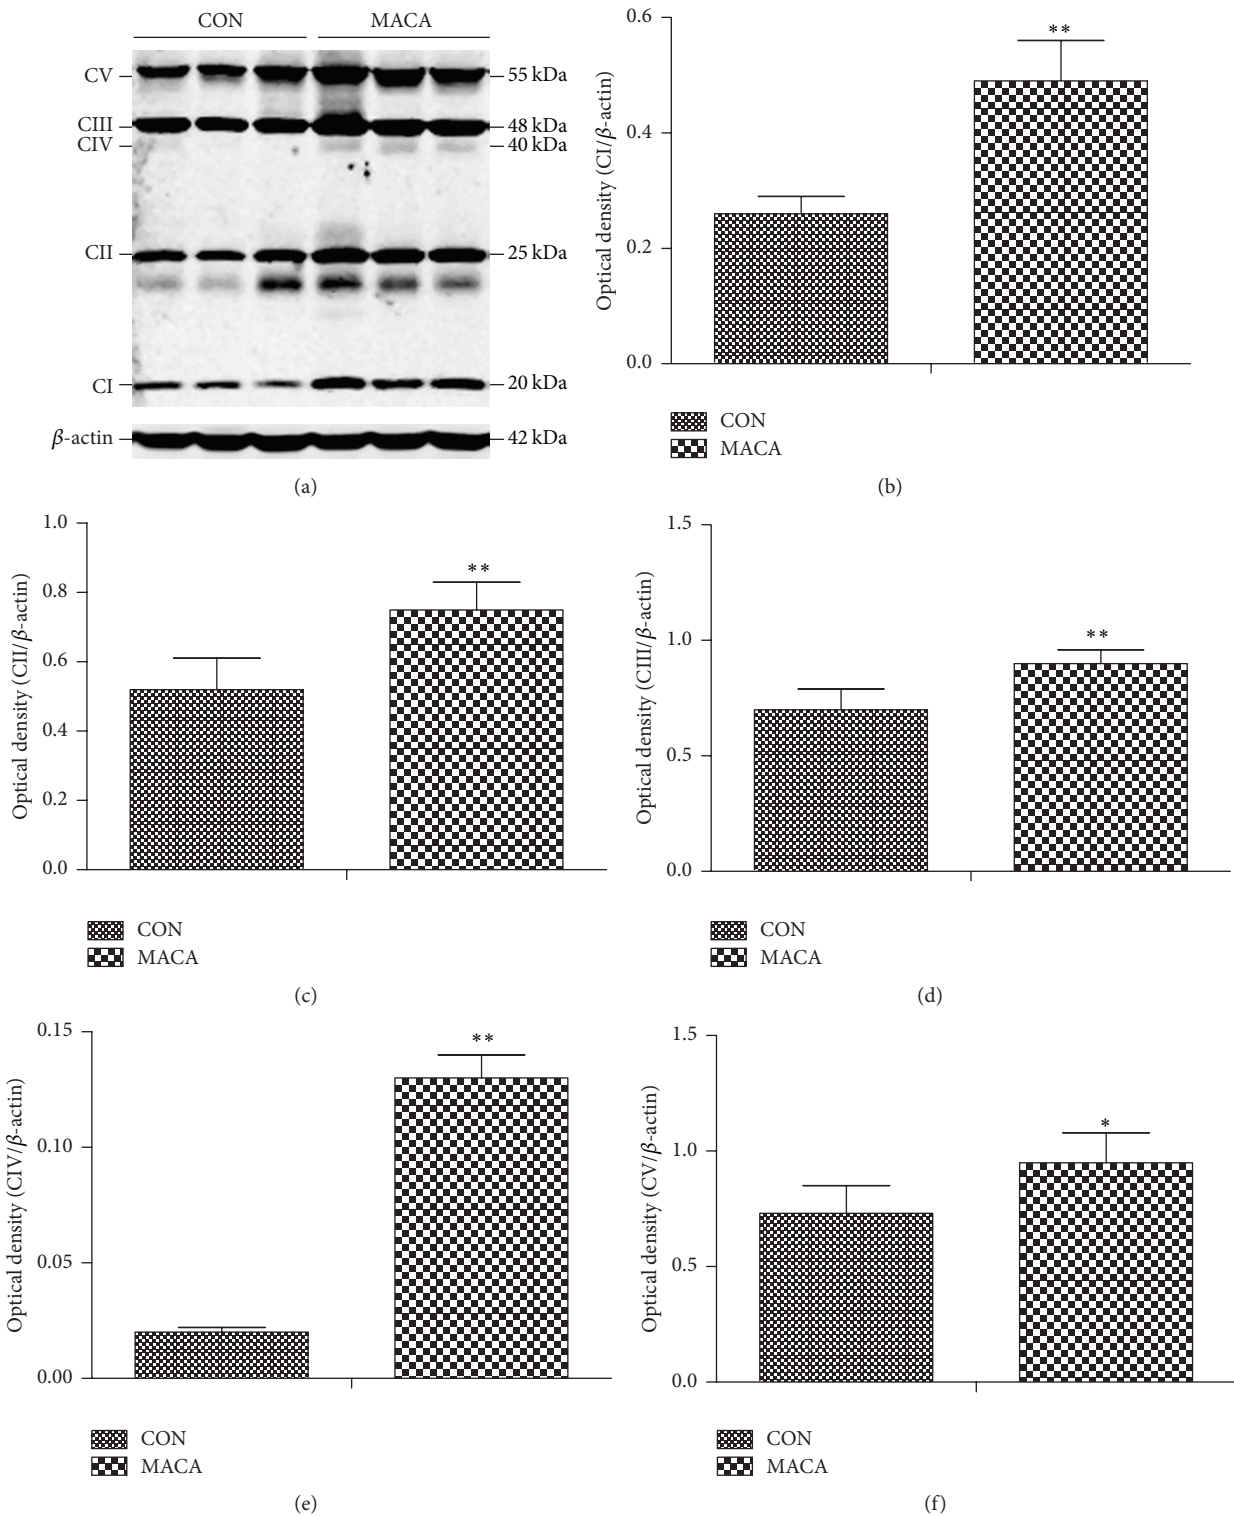 CON MACA
CV 55 kDa
CIII 48 kDa
CIV 40 kDa
CII 25 kDa
CI 20 kDa
β-actin 42 kDa
(a)
Optical density (CI/β-actin)
0.6
0.4
0.2
0.0
**
CON
MACA
(b)
Optical density (CII/β-actin)
1.0
0.8
0.6
0.4
0.2
0.0
**
CON
MACA
(c)
Optical density (CIII/β-actin)
1.5
1.0
0.5
0.0
**
CON
MACA
(d)
Optical density (CIV/β-actin)
0.15
0.10
0.05
0.00
**
CON
MACA
(e)
Optical density (CV/β-actin)
1.5
1.0
0.5
0.0
*
CON
MACA
(f)